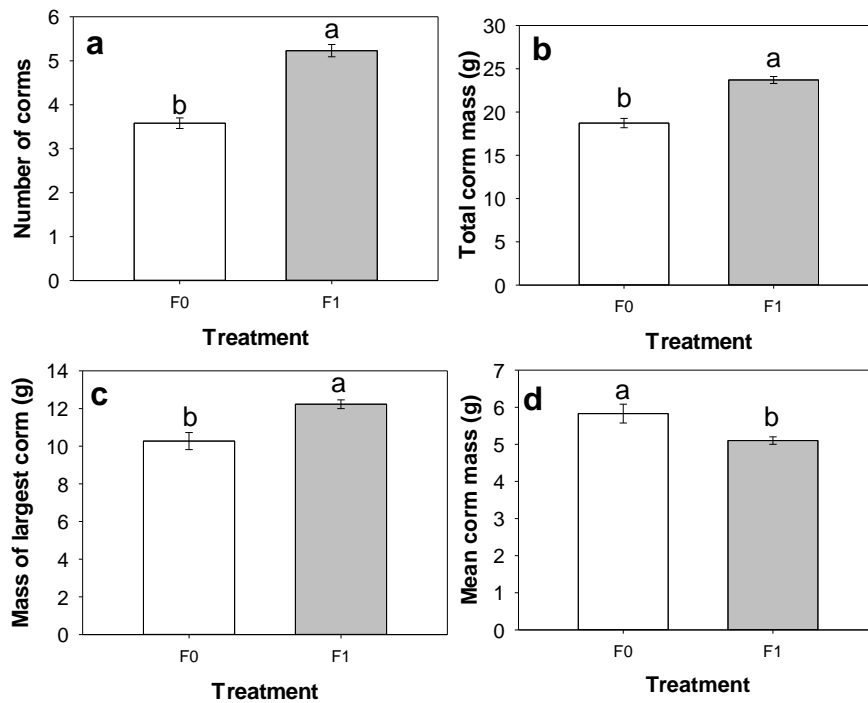 a
Number of corms
6
5
4
3
2
1
0
b
a
F0
F1
Treatment
b
Total corm mass (g)
30
25
20
15
10
5
0
b
a
F0
F1
Treatment
c
Mass of largest corm (g)
14
12
10
8
6
4
2
0
b
a
F0
F1
Treatment
d
Mean corm mass (g)
7
6
5
4
3
2
1
0
a
b
F0
F1
Treatment